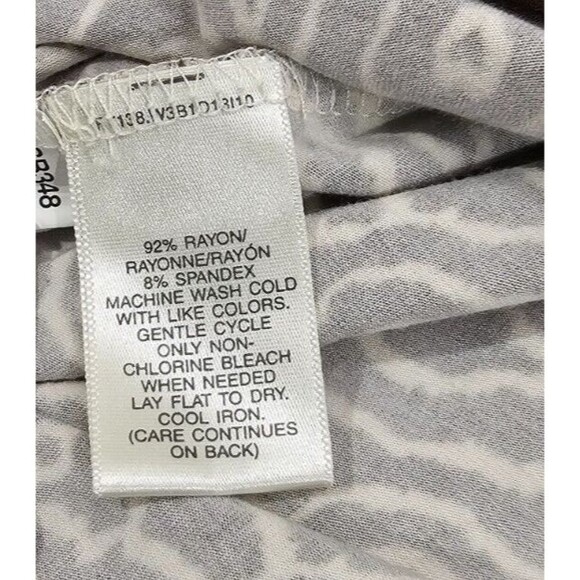 92% RAYON/
RAYONNE/RAYÓN
8% SPANDEX
MACHINE WASH COLD
WITH LIKE COLORS.
GENTLE CYCLE
ONLY NON-
CHLORINE BLEACH
WHEN NEEDED
LAY FLAT TO DRY.
COOL IRON.
(CARE CONTINUES
ON BACK)